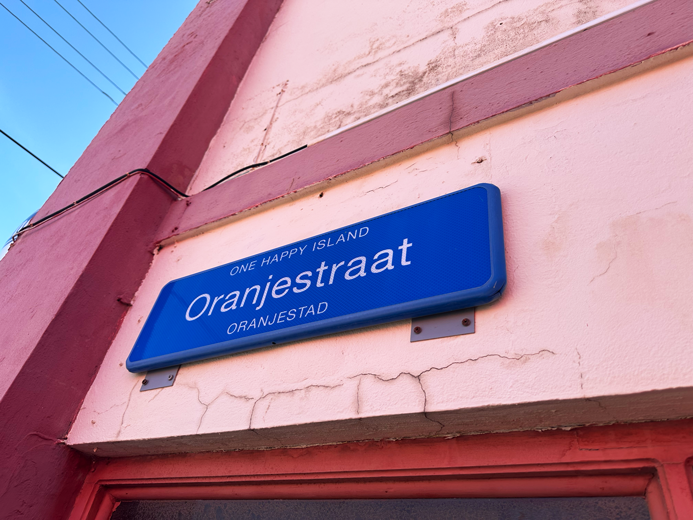 ONE HAPPY ISLAND
Oranjestraat
ORANJESTAD